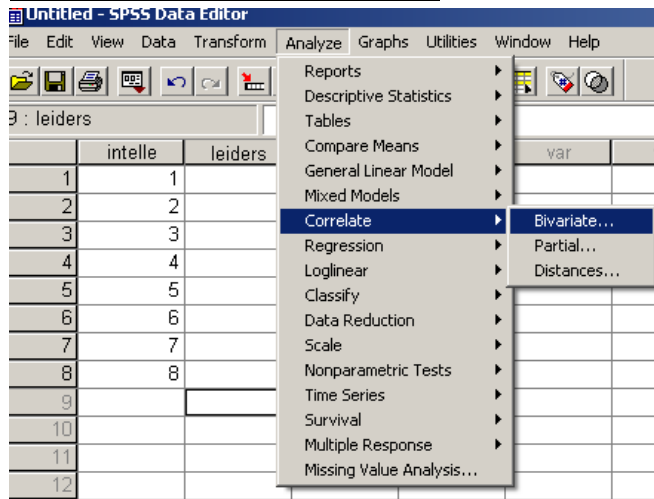 Untitled - SPSS Data Editor
File Edit View Data Transform Analyze Graphs Utilities Window Help
9 : leiders
intelle leiders var
1 1
2 2
3 3
4 4
5 5
6 6
7 7
8 8
9
10
11
12
Reports
Descriptive Statistics
Tables
Compare Means
General Linear Model
Mixed Models
Correlate
Regression
Loglinear
Classify
Data Reduction
Scale
Nonparametric Tests
Time Series
Survival
Multiple Response
Missing Value Analysis...
Bivariate...
Partial...
Distances...